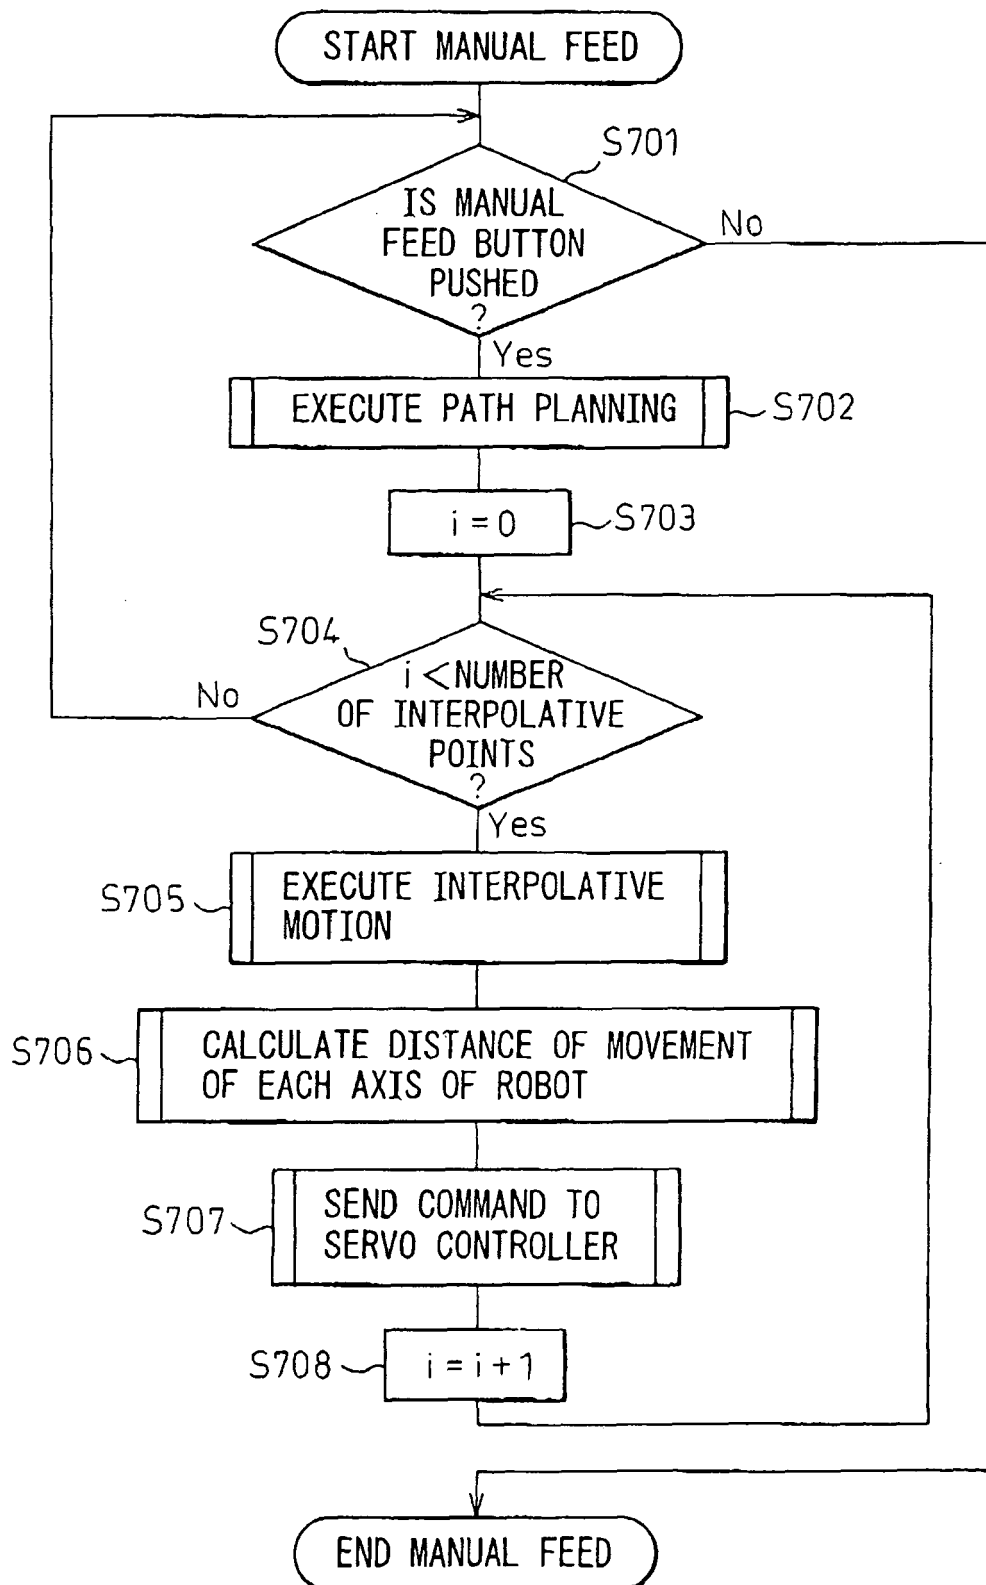 START MANUAL FEED
S701
IS MANUAL
FEED BUTTON
PUSHED
?
No
Yes
EXECUTE PATH PLANNING
S702
i = 0
S703
S704
i < NUMBER
OF INTERPOLATIVE
POINTS
?
No
Yes
S705
EXECUTE INTERPOLATIVE
MOTION
S706
CALCULATE DISTANCE OF MOVEMENT
OF EACH AXIS OF ROBOT
S707
SEND COMMAND TO
SERVO CONTROLLER
S708
i = i + 1
END MANUAL FEED